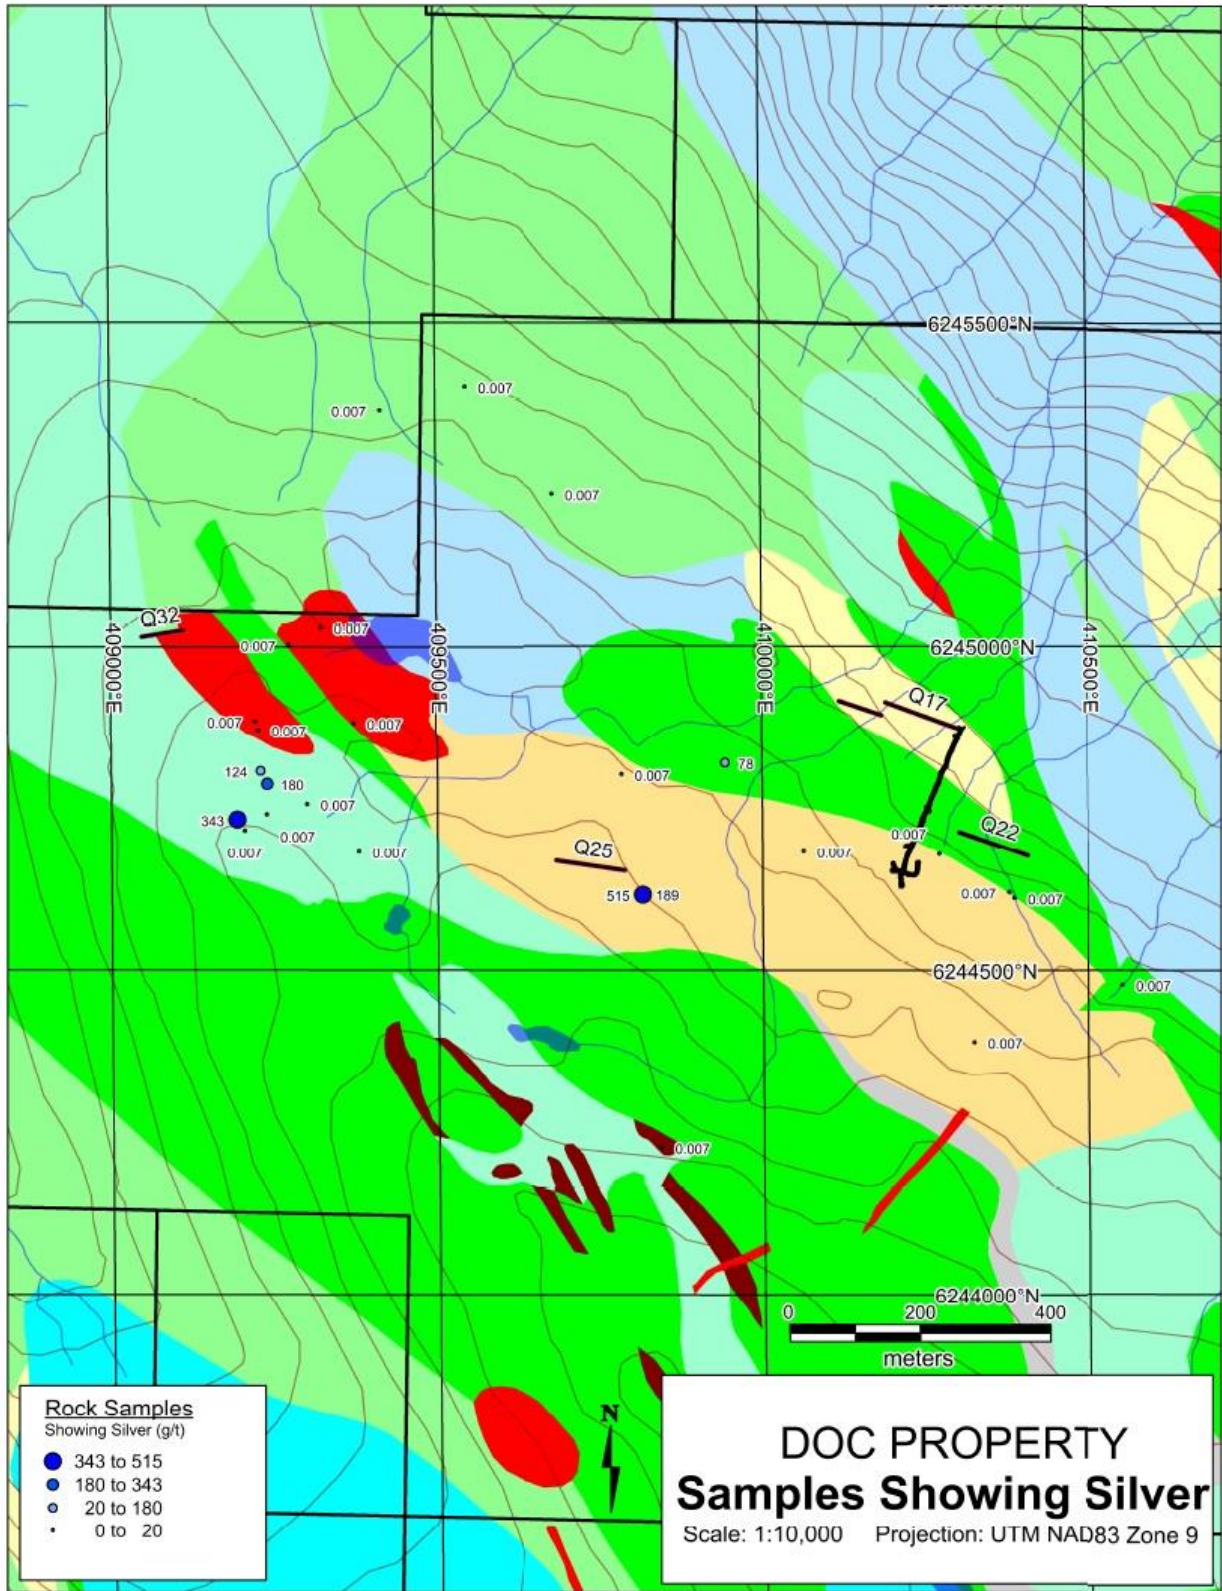 6245500°N
0.007
0.007
0.007
Q32
0.007
0.007
409000°E
409500°E
410000°E
6245000°N
410500°E
Q17
0.007
0.007
0.007
124
180
0.007
78
0.007
343
0.007
0.007
0.007
Q25
0.007
0.007
Q22
515 189
0.007
0.007
6244500°N
0.007
0.007
0.007
6244000°N
0 200 400
meters
Rock Samples
Showing Silver (g/t)
343 to 515
180 to 343
20 to 180
0 to 20
N
DOC PROPERTY
Samples Showing Silver
Scale: 1:10,000 Projection: UTM NAD83 Zone 9